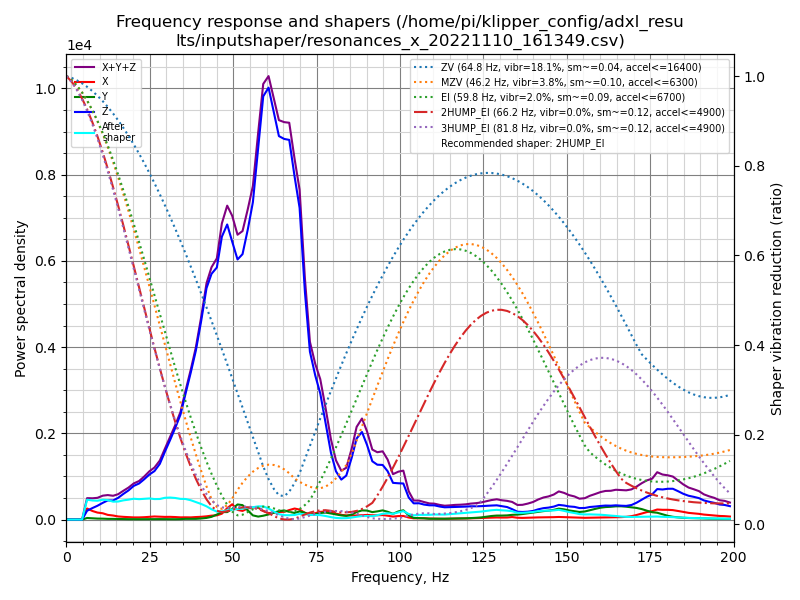 Frequency response and shapers (/home/pi/klipper_config/adxl_resu
lts/inputshaper/resonances_x_20221110_161349.csv)
1e4
X+Y+Z
X
Y
Z
After
shaper
ZV (64.8 Hz, vibr=18.1%, sm~=0.04, accel<=16400)
MZV (46.2 Hz, vibr=3.8%, sm~=0.10, accel<=6300)
EI (59.8 Hz, vibr=2.0%, sm~=0.09, accel<=6700)
2HUMP_EI (66.2 Hz, vibr=0.0%, sm~=0.12, accel<=4900)
3HUMP_EI (81.8 Hz, vibr=0.0%, sm~=0.12, accel<=4900)
Recommended shaper: 2HUMP_EI
Power spectral density
1.0
0.8
0.6
0.4
0.2
0.0
1.0
0.8
0.6
0.4
0.2
0.0
Shaper vibration reduction (ratio)
0 25 50 75 100 125 150 175 200
Frequency, Hz